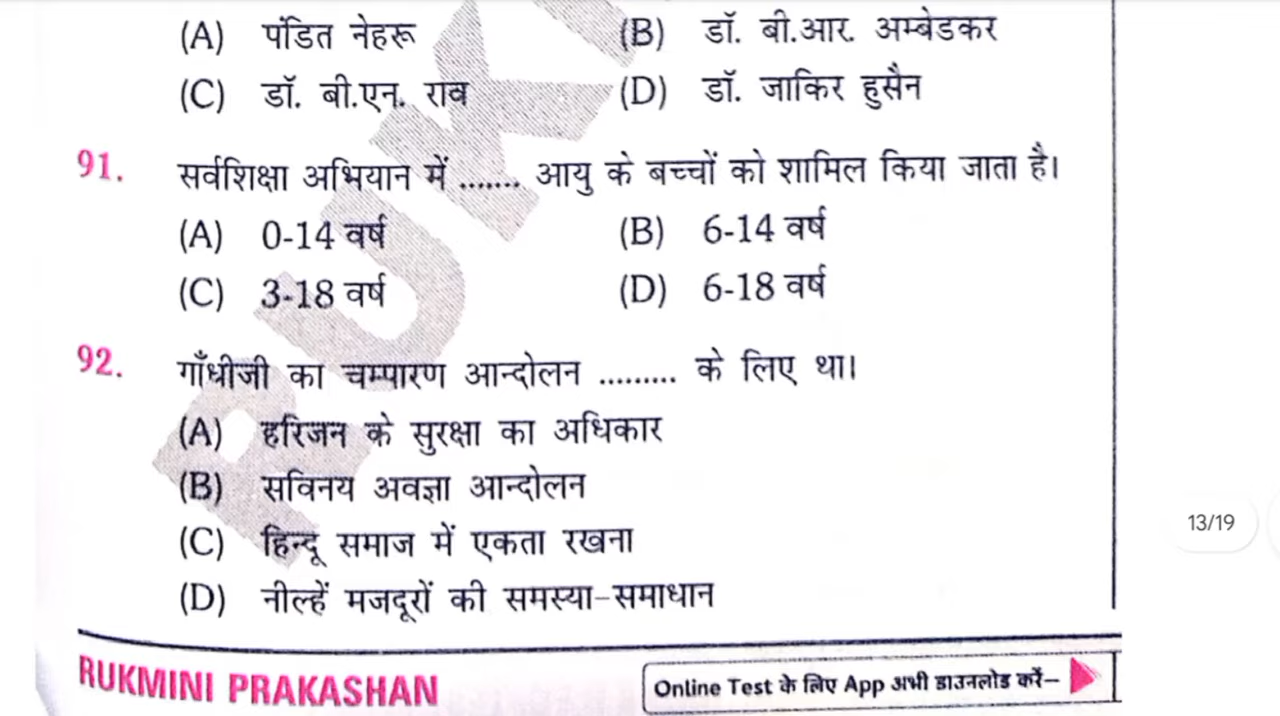 (A) पंडित नेहरू (B) डॉ. बी.आर. अम्बेडकर
(C) डॉ. बी.एन. राव (D) डॉ. जाकिर हुसैन
91. सर्वशिक्षा अभियान में ....... आयु के बच्चों को शामिल किया जाता है।
(A) 0-14 वर्ष (B) 6-14 वर्ष
(C) 3-18 वर्ष (D) 6-18 वर्ष
92. गाँधीजी का चम्पारण आन्दोलन ......... के लिए था।
(A) हरिजन के सुरक्षा का अधिकार
(B) सविनय अवज्ञा आन्दोलन
(C) हिन्दू समाज में एकता रखना
13/19
(D) नील्हें मजदूरों की समस्या-समाधान
RUKMINI PRAKASHAN
Online Test के लिए App अभी डाउनलोड करें–